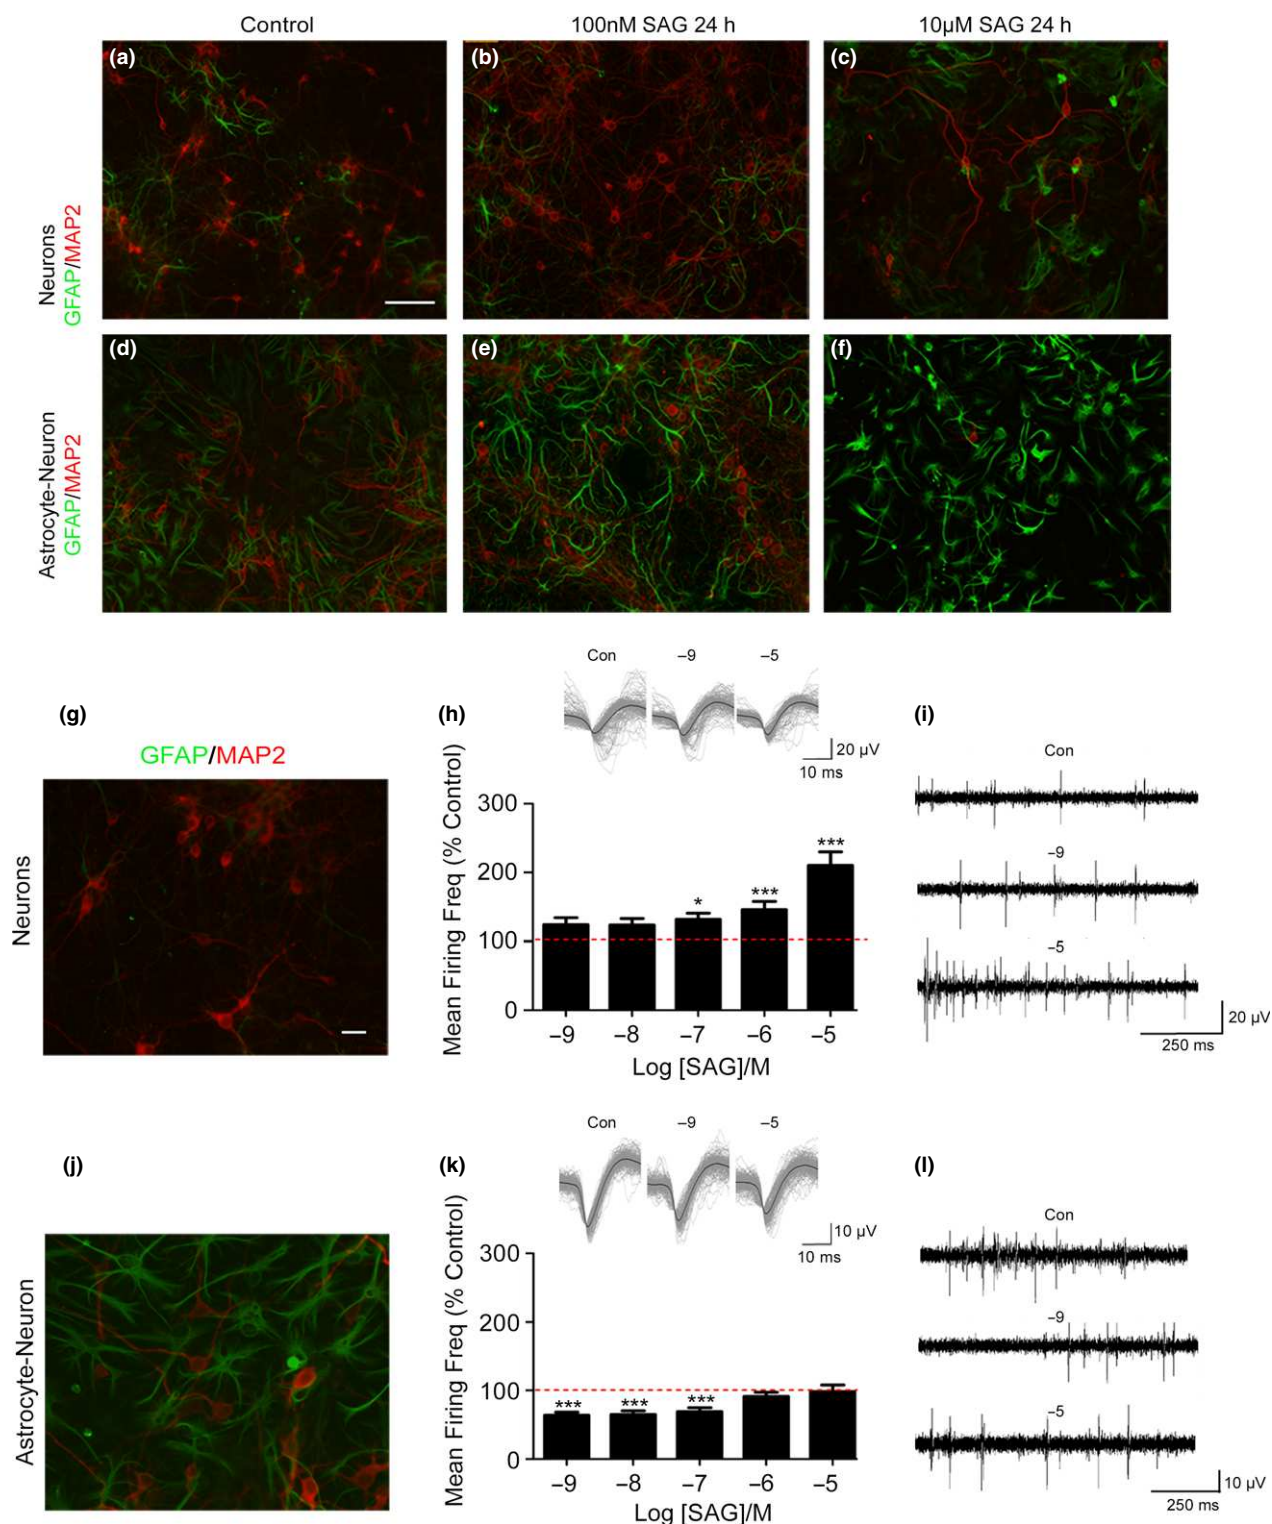 Control 100nM SAG 24 h 10µM SAG 24 h
(a) (b) (c)
Neurons
GFAP/MAP2
(d) (e) (f)
Astrocyte-Neuron
GFAP/MAP2
(g) (h) (i)
GFAP/MAP2
Neurons
Con –9 –5
20 µV
10 ms
Mean Firing Freq (% Control)
300
200
100
0
* *** ***
–9 –8 –7 –6 –5
Log [SAG]/M
Con
–9
–5
20 µV
250 ms
(j) (k) (l)
Astrocyte-Neuron
Con –9 –5
10 µV
10 ms
Mean Firing Freq (% Control)
300
200
100
0
*** *** ***
–9 –8 –7 –6 –5
Log [SAG]/M
Con
–9
–5
10 µV
250 ms